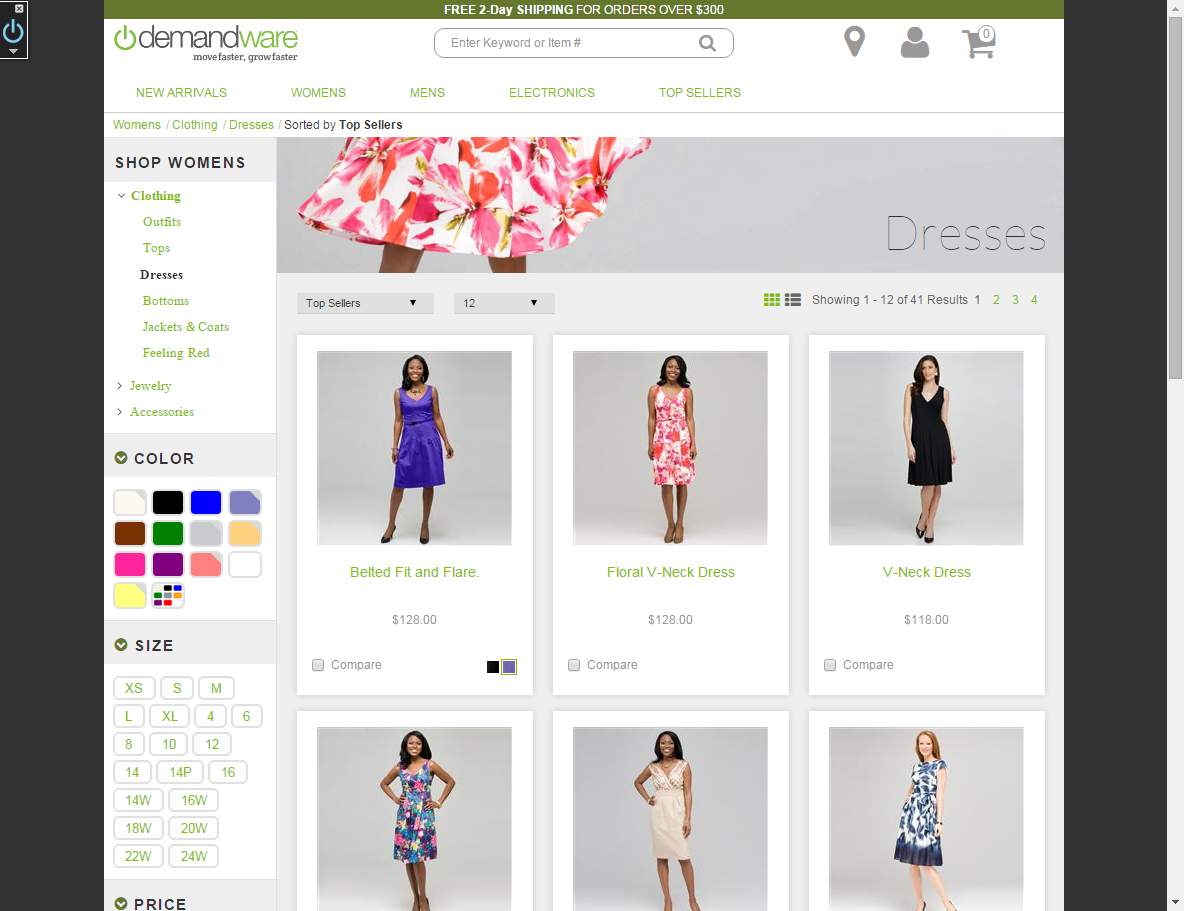 FREE 2-Day SHIPPING FOR ORDERS OVER $300
demandware
move faster, grow faster
Enter Keyword or Item #
0
NEW ARRIVALS WOMENS MENS ELECTRONICS TOP SELLERS
Womens / Clothing / Dresses / Sorted by Top Sellers
SHOP WOMENS
Clothing
Outfits
Tops
Dresses
Bottoms
Jackets & Coats
Feeling Red
Jewelry
Accessories
COLOR
SIZE
XS S M
L XL 4 6
8 10 12
14 14P 16
14W 16W
18W 20W
22W 24W
PRICE
Dresses
Top Sellers 12 Showing 1 - 12 of 41 Results 1 2 3 4
Belted Fit and Flare. Floral V-Neck Dress V-Neck Dress
$128.00 $128.00 $118.00
Compare Compare Compare